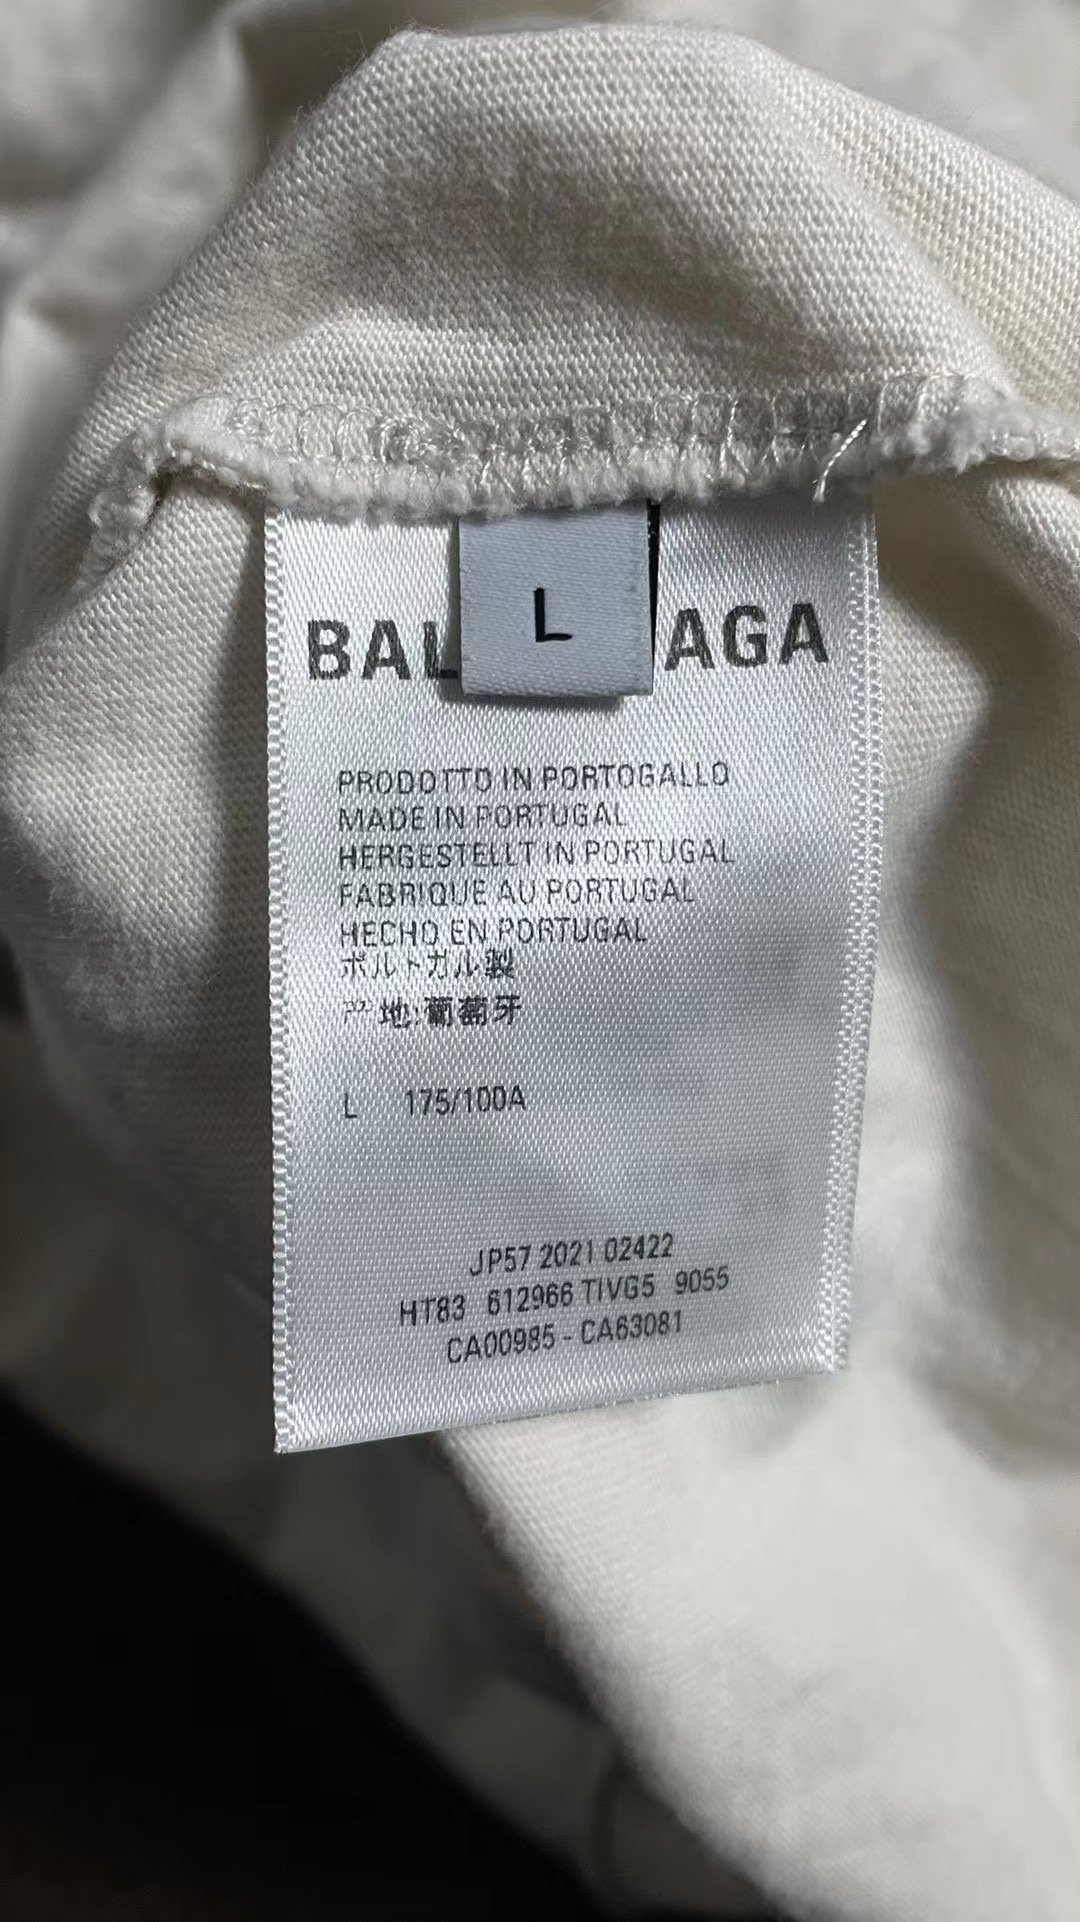 L
BAL AGA
PRODOTTO IN PORTOGALLO
MADE IN PORTUGAL
HERGESTELLT IN PORTUGAL
FABRIQUE AU PORTUGAL
HECHO EN PORTUGAL
ポルトガル製
产地:葡萄牙
L 175/100A
JP57 2021 02422
HT83 612966 TIVG5 9055
CA00985 - CA63081